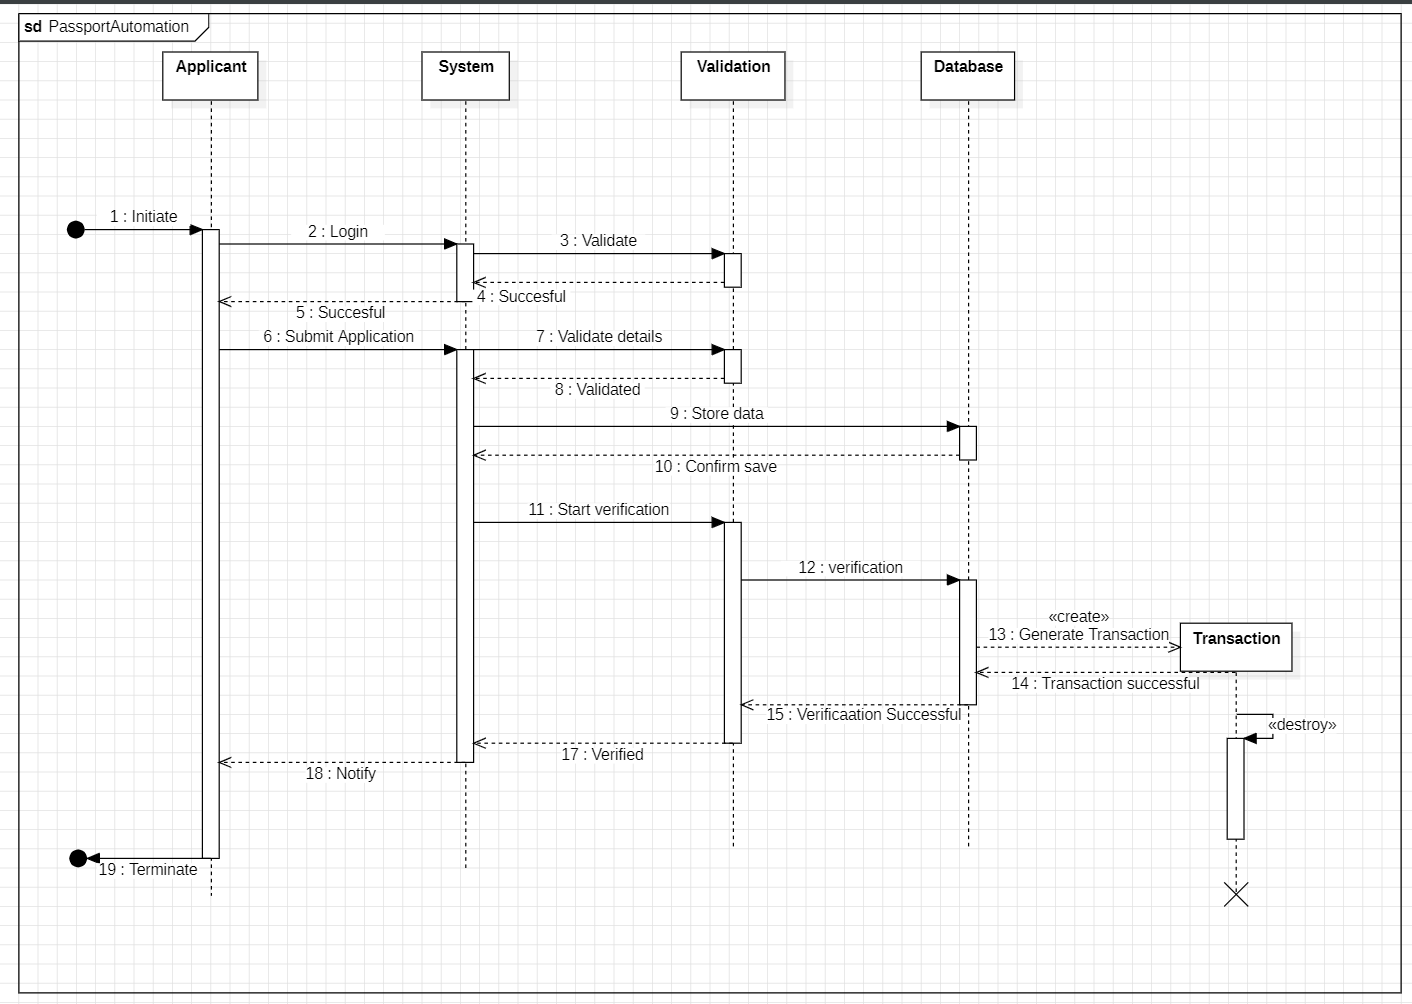 sd PassportAutomation
Applicant
System
Validation
Database
1 : Initiate
2 : Login
3 : Validate
4 : Succesful
5 : Succesful
6 : Submit Application
7 : Validate details
8 : Validated
9 : Store data
10 : Confirm save
11 : Start verification
12 : verification
«create»
13 : Generate Transaction
Transaction
14 : Transaction successful
15 : Verificaation Successful
«destroy»
17 : Verified
18 : Notify
19 : Terminate